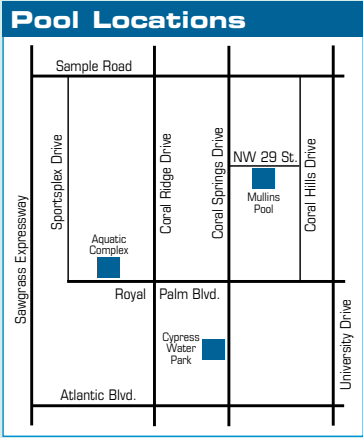 Pool Locations
Sample Road
Sportsplex Drive
Coral Ridge Drive
Coral Springs Drive
NW 29 St.
Coral Hills Drive
Mullins
Pool
Sawgrass Expressway
Aquatic
Complex
Royal Palm Blvd.
University Drive
Cypress
Water
Park
Atlantic Blvd.